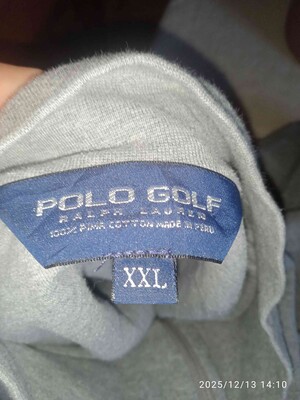 POLO GOLF
RALPH LAUREN
100% PIMA COTTON MADE IN PERU
XXL
2025/12/13 14:10